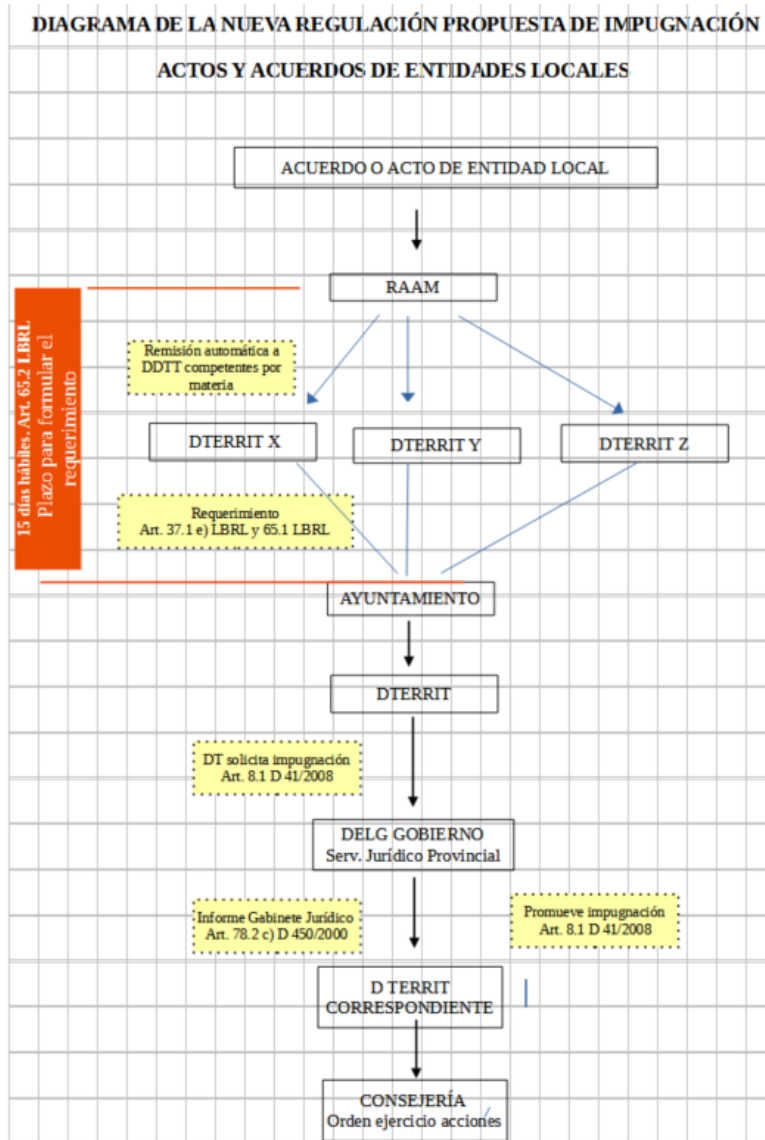 DIAGRAMA DE LA NUEVA REGULACIÓN PROPUESTA DE IMPUGNACIÓN
ACTOS Y ACUERDOS DE ENTIDADES LOCALES
ACUERDO O ACTO DE ENTIDAD LOCAL
RAAM
15 días hábiles. Art. 65.2 LBRL
Plazo para formular el
requerimiento
Remisión automática a
DDTT competentes por
materia
DTERRIT X
DTERRIT Y
DTERRIT Z
Requerimiento
Art. 37.1 e) LBRL y 65.1 LBRL
AYUNTAMIENTO
DTERRIT
DT solicita impugnación
Art. 8.1 D 41/2008
DELG GOBIERNO
Serv. Jurídico Provincial
Informe Gabinete Jurídico
Art. 78.2 c) D 450/2000
Promueve impugnación
Art. 8.1 D 41/2008
D TERRIT
CORRESPONDIENTE
CONSEJERÍA
Orden ejercicio acciones